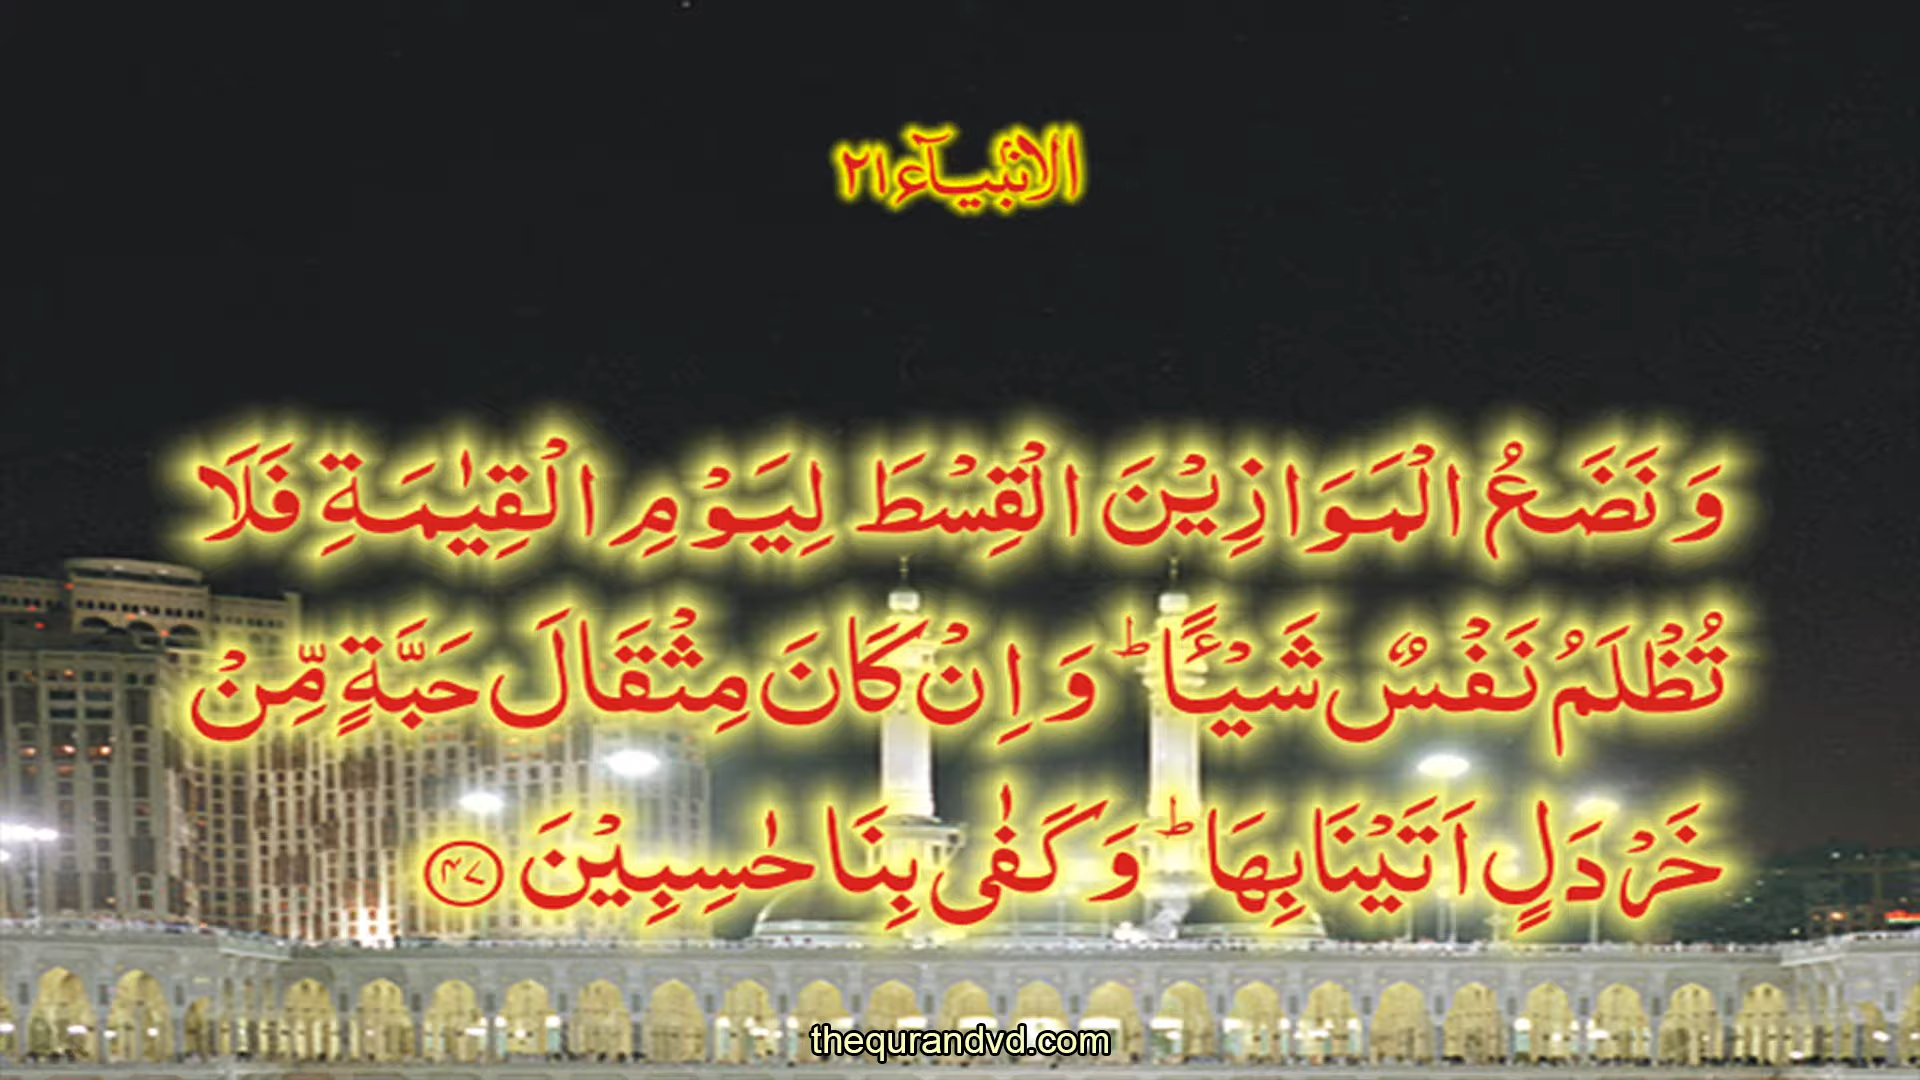 الانبیآء ۲۱
وَ نَضَعُ الْمَوَازِیْنَ الْقِسْطَ لِیَوْمِ الْقِیٰمَةِ فَلَا
تُظْلَمُ نَفْسٌ شَیْـًٔا ؕ وَ اِنْ كَانَ مِثْقَالَ حَبَّةٍ مِّنْ
خَرْدَلٍ اَتَیْنَا بِهَا ؕ وَ كَفٰی بِنَا حٰسِبِیْنَ ۴۷
thequrandvd.com